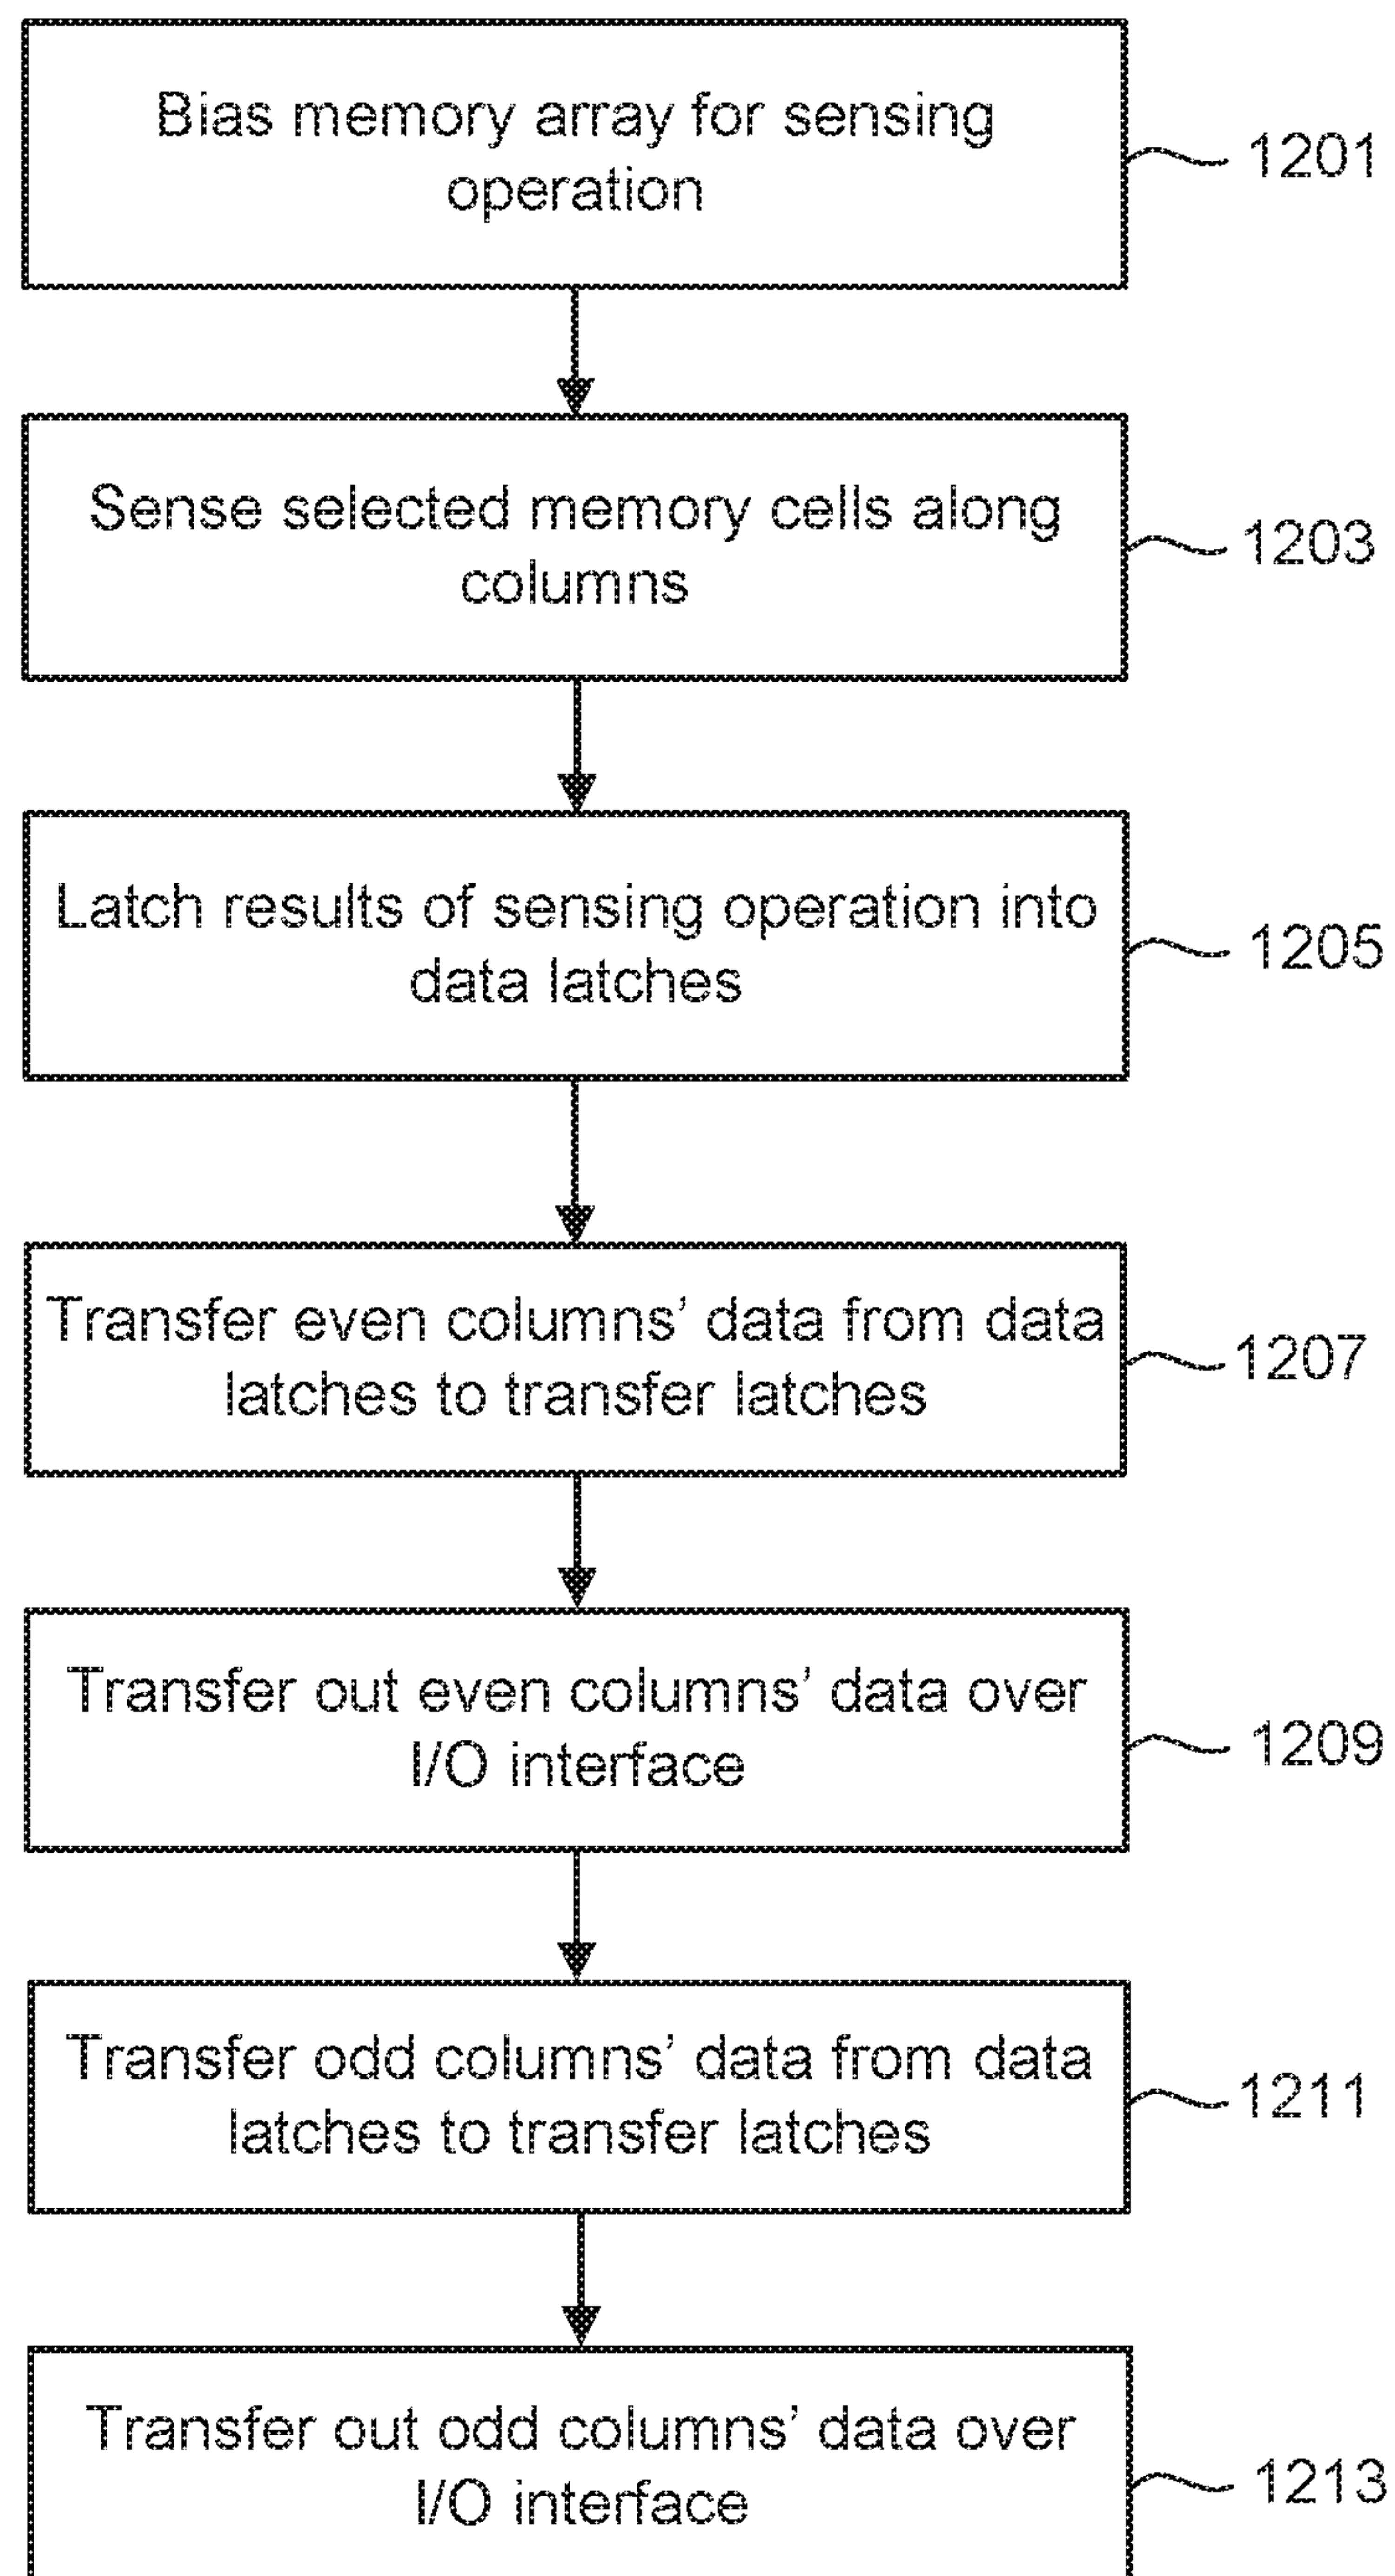 Bias memory array for sensing
operation
1201
Sense selected memory cells along
columns
1203
Latch results of sensing operation into
data latches
1205
Transfer even columns’ data from data
latches to transfer latches
1207
Transfer out even columns’ data over
I/O interface
1209
Transfer odd columns’ data from data
latches to transfer latches
1211
Transfer out odd columns’ data over
I/O interface
1213